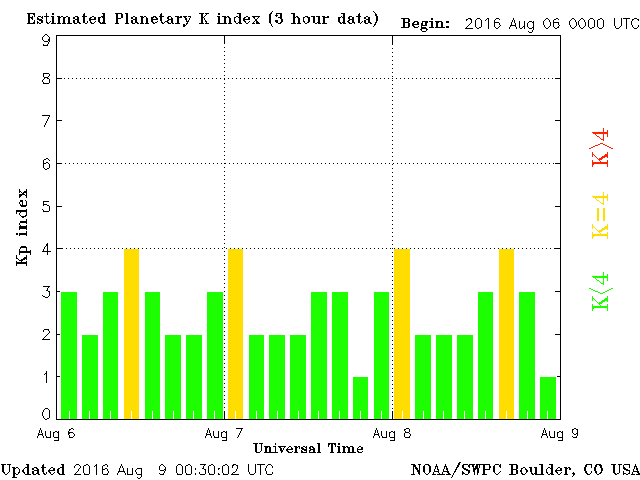 Estimated Planetary K index (3 hour data) Begin: 2016 Aug 06 0000 UTC
9
8
7
6
5
4
3
2
1
0
Kp index
K>4
K=4
K<4
Aug 6 Aug 7 Aug 8 Aug 9
Universal Time
Updated 2016 Aug 9 00:30:02 UTC NOAA/SWPC Boulder, CO USA